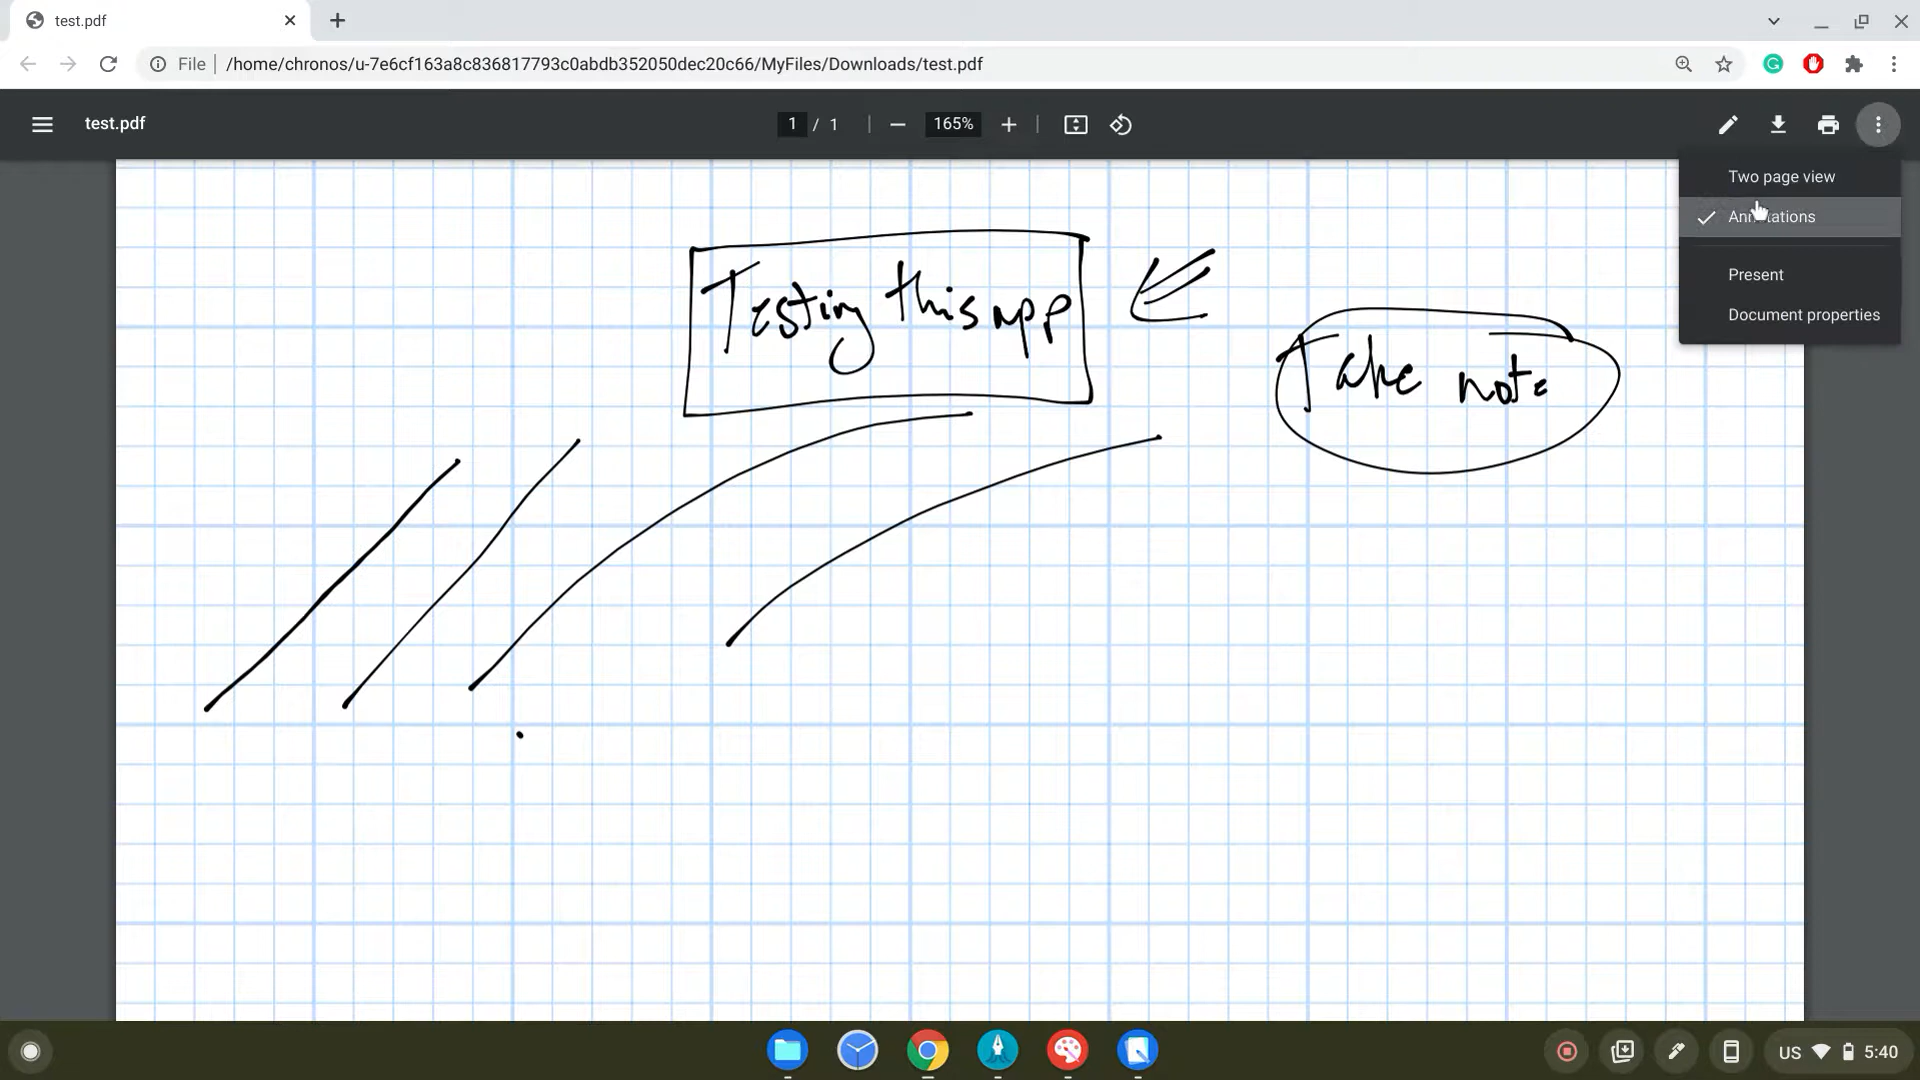 test.pdf
File
/home/chronos/u-7e6cf163a8c836817793c0abdb352050dec20c66/MyFiles/Downloads/test.pdf
test.pdf
1 / 1
165%
Two page view
Annotations
Present
Document properties
Testing this app
Take note
US 5:40